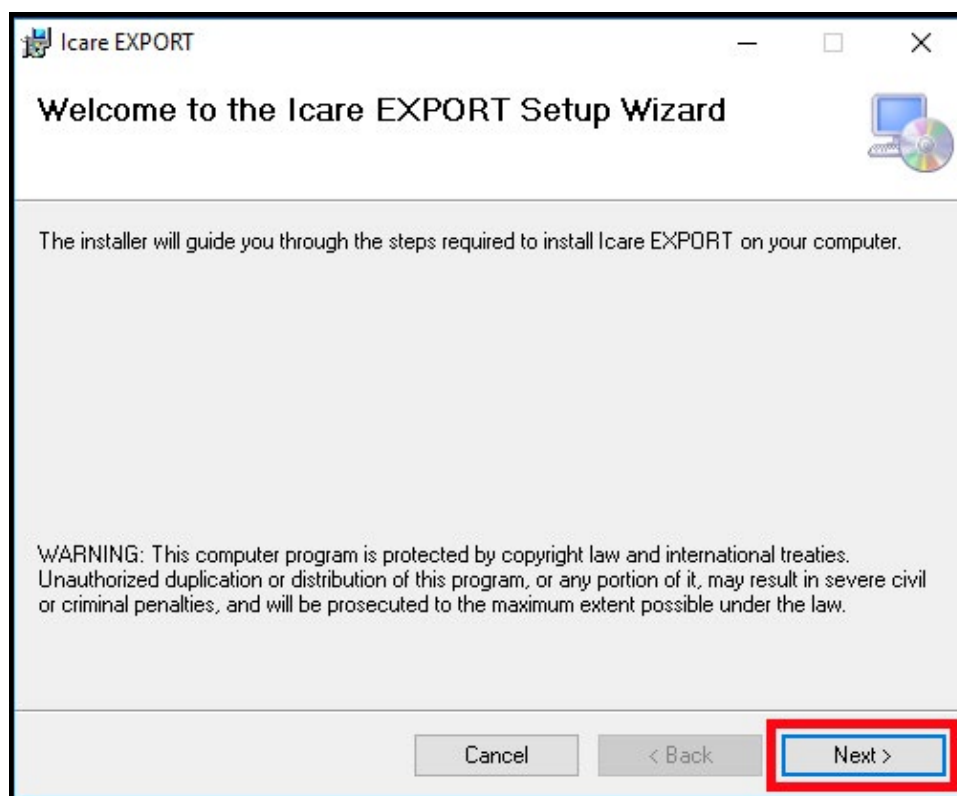 Icare EXPORT
Welcome to the Icare EXPORT Setup Wizard
The installer will guide you through the steps required to install Icare EXPORT on your computer.
WARNING: This computer program is protected by copyright law and international treaties.
Unauthorized duplication or distribution of this program, or any portion of it, may result in severe civil
or criminal penalties, and will be prosecuted to the maximum extent possible under the law.
Cancel
< Back
Next >